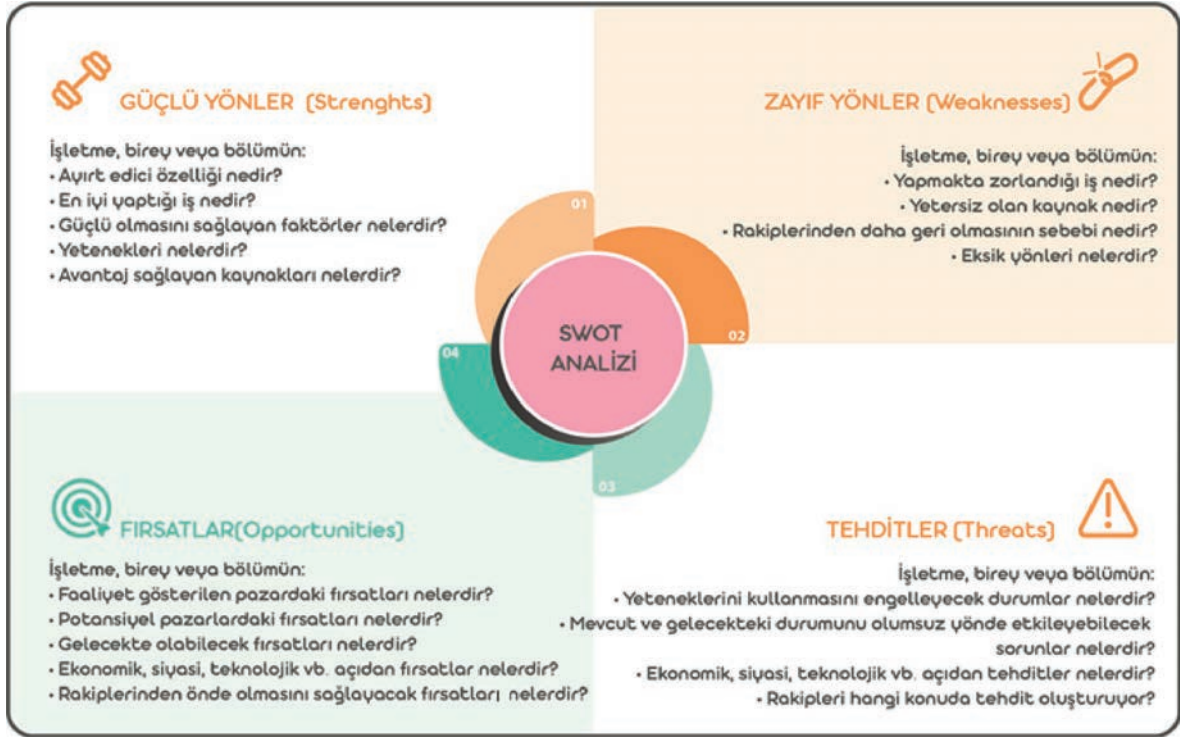 GÜÇLÜ YÖNLER (Strenghts)
İşletme, birey veya bölümün:
• Ayırt edici özelliği nedir?
• En iyi yaptığı iş nedir?
• Güçlü olmasını sağlayan faktörler nelerdir?
• Yetenekleri nelerdir?
• Avantaj sağlayan kaynakları nelerdir?
ZAYIF YÖNLER (Weaknesses)
İşletme, birey veya bölümün:
• Yapmakta zorlandığı iş nedir?
• Yetersiz olan kaynak nedir?
• Rakiplerinden daha geri olmasının sebebi nedir?
• Eksik yönleri nelerdir?
01
02
SWOT
ANALİZİ
04
03
FIRSATLAR(Opportunities)
İşletme, birey veya bölümün:
• Faaliyet gösterilen pazardaki fırsatları nelerdir?
• Potansiyel pazarlardaki fırsatları nelerdir?
• Gelecekte olabilecek fırsatları nelerdir?
• Ekonomik, siyasi, teknolojik vb. açıdan fırsatlar nelerdir?
• Rakiplerinden önde olmasını sağlayacak fırsatları nelerdir?
TEHDİTLER (Threats)
İşletme, birey veya bölümün:
• Yeteneklerini kullanmasını engelleyecek durumlar nelerdir?
• Mevcut ve gelecekteki durumunu olumsuz yönde etkileyebilecek
sorunlar nelerdir?
• Ekonomik, siyasi, teknolojik vb. açıdan tehditler nelerdir?
• Rakipleri hangi konuda tehdit oluşturuyor?